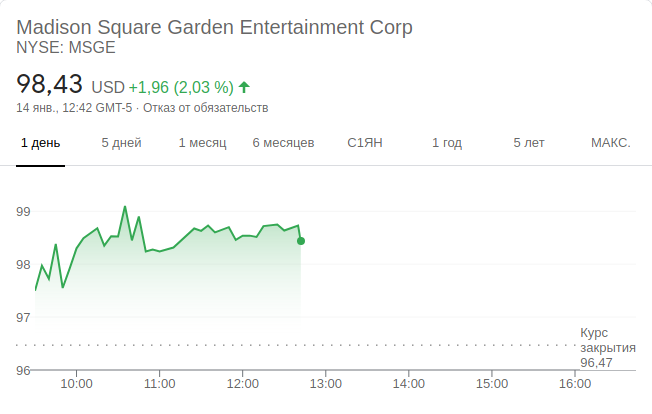 Madison Square Garden Entertainment Corp
NYSE: MSGE
98,43 USD +1,96 (2,03 %)
14 янв., 12:42 GMT-5 · Отказ от обязательств
1 день 5 дней 1 месяц 6 месяцев С1ЯН 1 год 5 лет МАКС.
99
98
97
Курс
закрытия
96,47
96
10:00 11:00 12:00 13:00 14:00 15:00 16:00